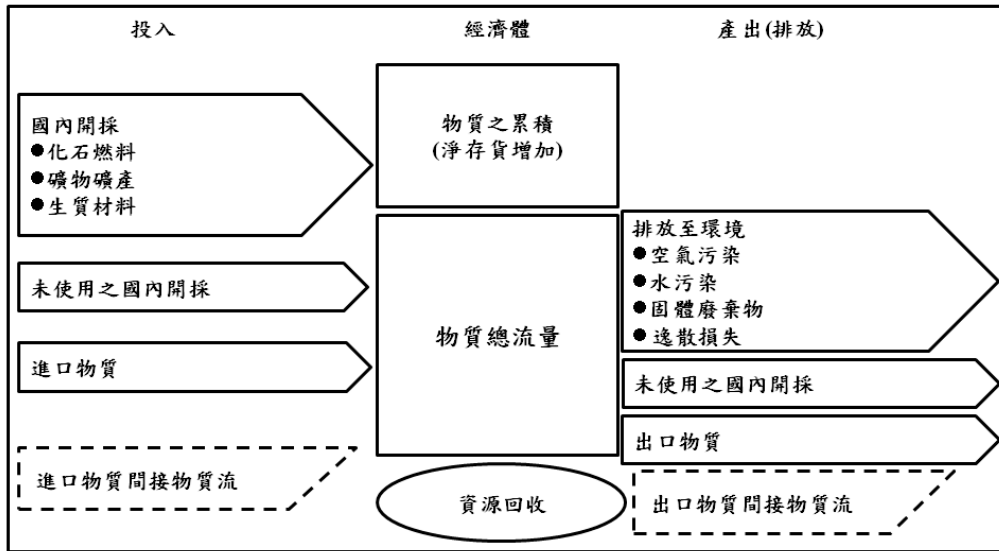 投入
經濟體
產出(排放)
國內開採
●化石燃料
●礦物礦產
●生質材料
未使用之國內開採
進口物質
進口物質間接物質流
物質之累積
(淨存貨增加)
物質總流量
資源回收
排放至環境
●空氣污染
●水污染
●固體廢棄物
●逸散損失
未使用之國內開採
出口物質
出口物質間接物質流